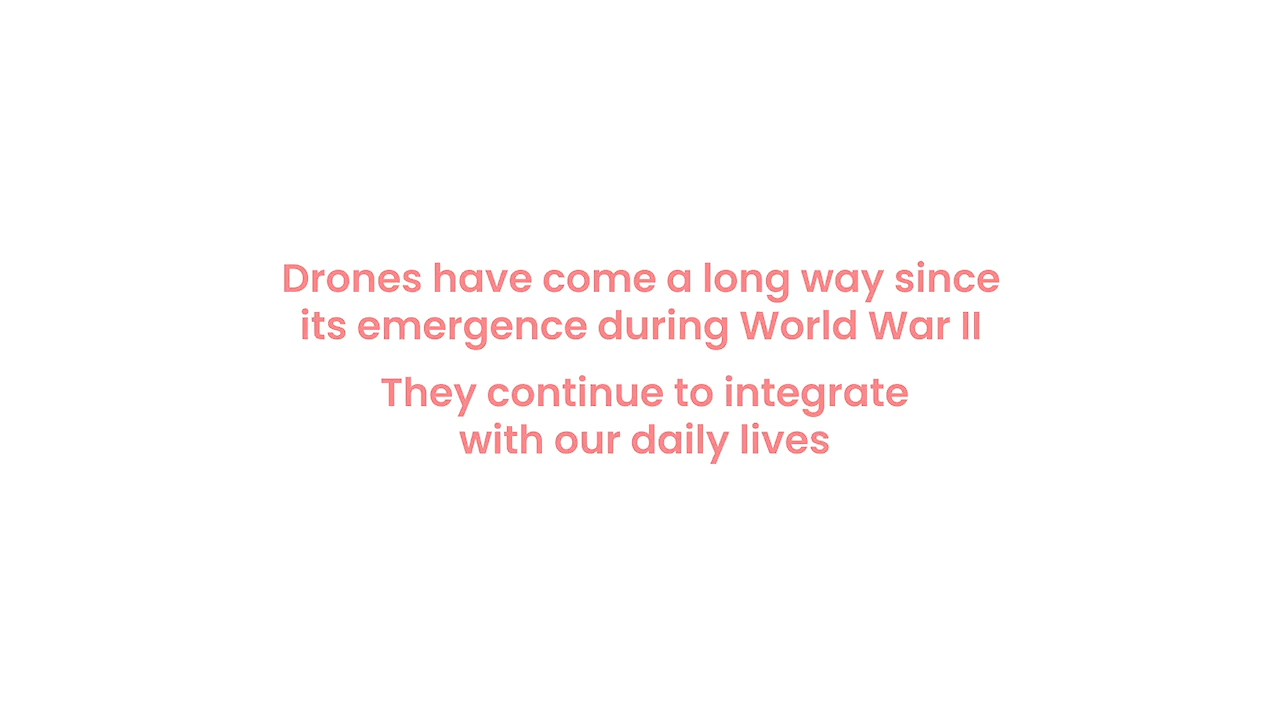 Drones have come a long way since
its emergence during World War II
They continue to integrate
with our daily lives